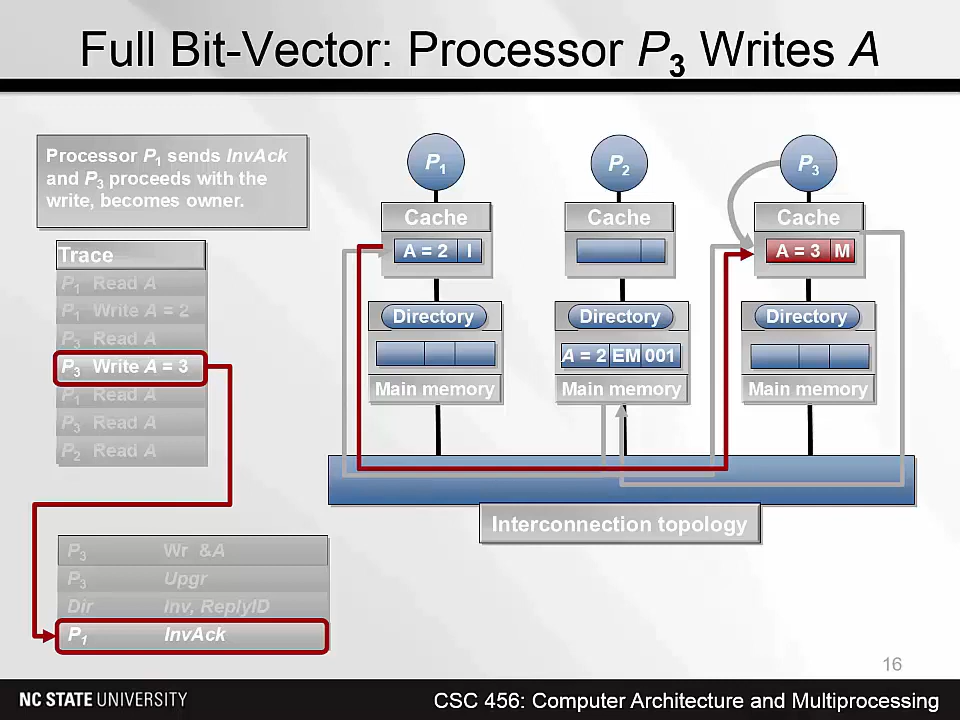 Full Bit-Vector: Processor P3 Writes A
Processor P1 sends InvAck
and P3 proceeds with the
write, becomes owner.
Trace
P1 Read A
P1 Write A = 2
P3 Read A
P3 Write A = 3
P1 Read A
P3 Read A
P2 Read A
P3 Wr &A
P3 Upgr
Dir Inv, ReplyID
P1 InvAck
P1 P2 P3
Cache Cache Cache
A = 2 I A = 3 M
Directory Directory Directory
A = 2 EM 001
Main memory Main memory Main memory
Interconnection topology
16
NC STATE UNIVERSITY
CSC 456: Computer Architecture and Multiprocessing